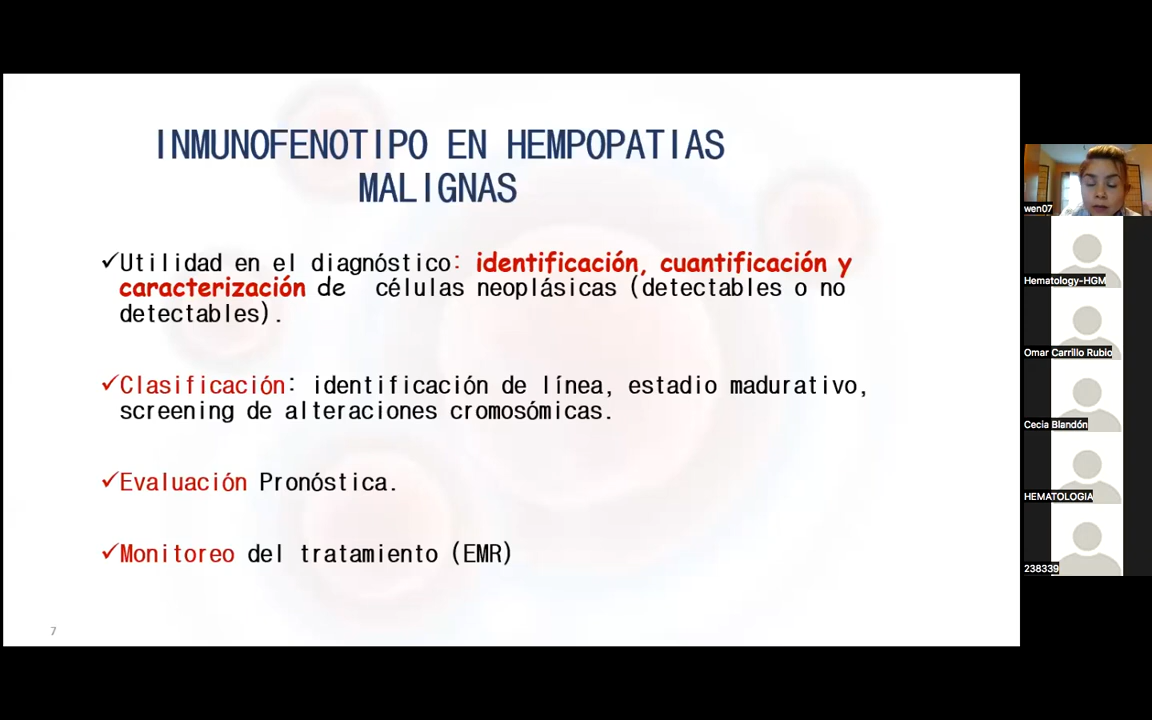 INMUNOFENOTIPO EN HEMPOPATIAS
MALIGNAS
✓Utilidad en el diagnóstico: identificación, cuantificación y
caracterización de células neoplásicas (detectables o no
detectables).
✓Clasificación: identificación de línea, estadio madurativo,
screening de alteraciones cromosómicas.
✓Evaluación Pronóstica.
✓Monitoreo del tratamiento (EMR)
7
wen07
Hematology-HGM
Omar Carrillo Rubio
Cecia Blandón
HEMATOLOGIA
238339